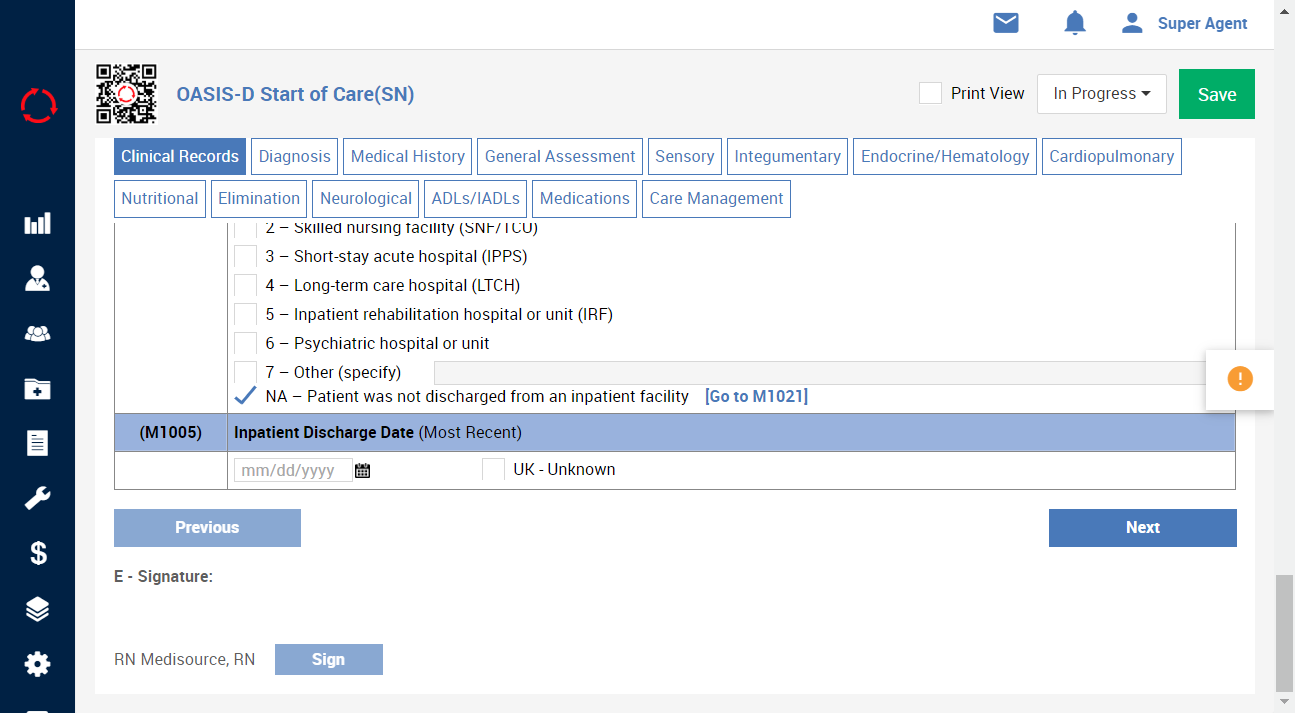 Super Agent
OASIS-D Start of Care(SN)
Print View
In Progress
Save
Clinical Records
Diagnosis
Medical History
General Assessment
Sensory
Integumentary
Endocrine/Hematology
Cardiopulmonary
Nutritional
Elimination
Neurological
ADLs/IADLs
Medications
Care Management
2 – Skilled nursing facility (SNF/TCU)
3 – Short-stay acute hospital (IPPS)
4 – Long-term care hospital (LTCH)
5 – Inpatient rehabilitation hospital or unit (IRF)
6 – Psychiatric hospital or unit
7 – Other (specify)
NA – Patient was not discharged from an inpatient facility [Go to M1021]
(M1005) Inpatient Discharge Date (Most Recent)
mm/dd/yyyy UK - Unknown
Previous
Next
E - Signature:
RN Medisource, RN
Sign